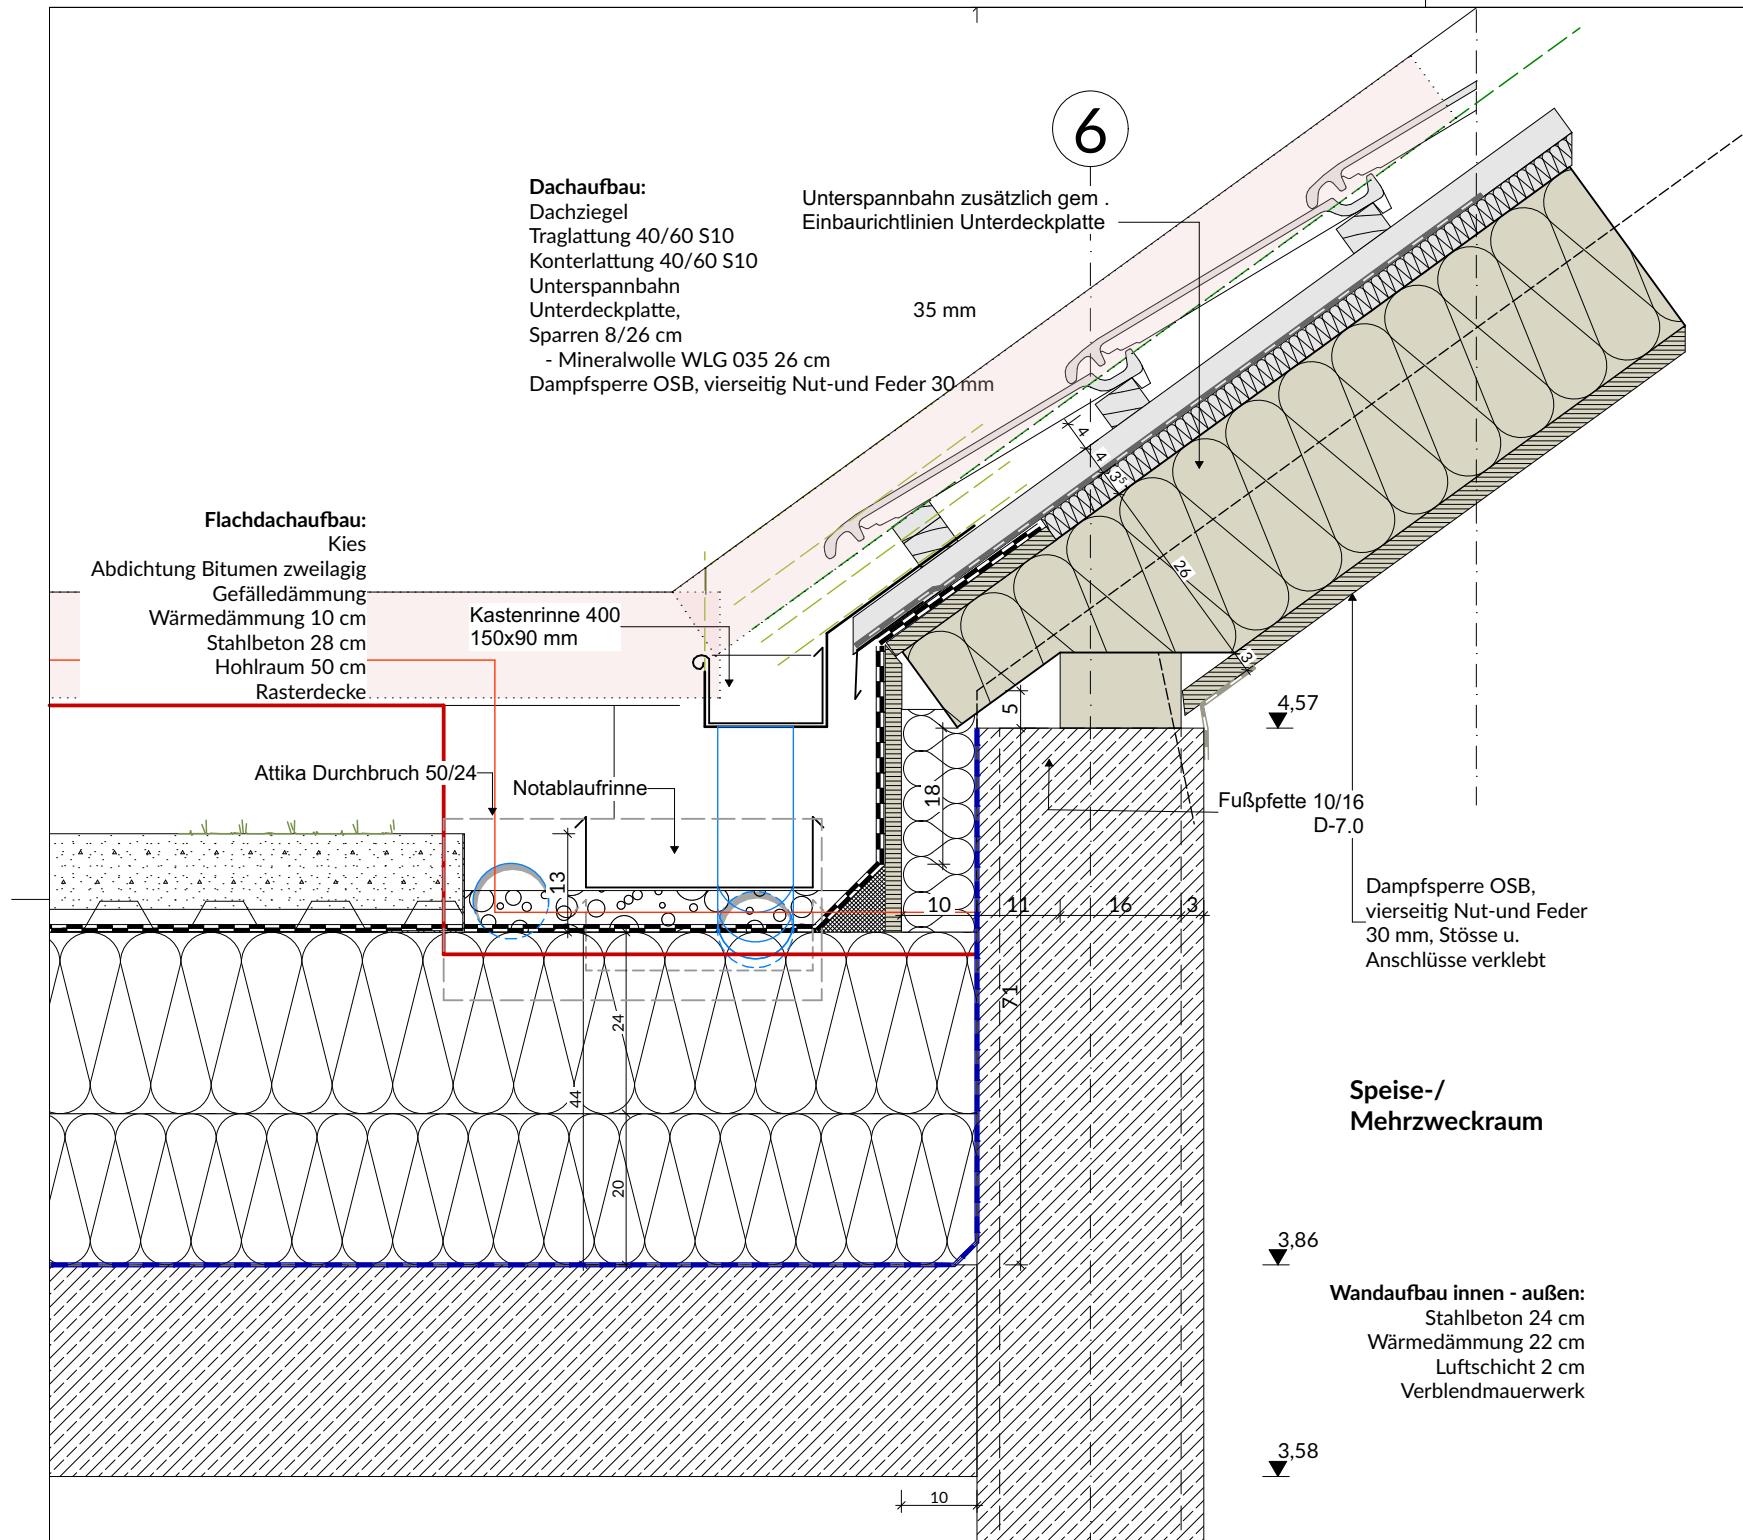 6
Dachaufbau:
Dachziegel
Traglattung 40/60 S10
Konterlattung 40/60 S10
Unterspannbahn
Unterdeckplatte, 35 mm
Sparren 8/26 cm
- Mineralwolle WLG 035 26 cm
Dampfsperre OSB, vierseitig Nut-und Feder 30 mm
Unterspannbahn zusätzlich gem .
Einbaurichtlinien Unterdeckplatte
4
4
3⁵
26
3
Flachdachaufbau:
Kies
Abdichtung Bitumen zweilagig
Gefälledämmung
Wärmedämmung 10 cm
Stahlbeton 28 cm
Hohlraum 50 cm
Rasterdecke
Kastenrinne 400
150x90 mm
Attika Durchbruch 50/24
Notablaufrinne
5
4,57
18
Fußpfette 10/16
D-7.0
13
10
11
16
3
Dampfsperre OSB,
vierseitig Nut-und Feder
30 mm, Stösse u.
Anschlüsse verklebt
71
24
44
20
Speise-/
Mehrzweckraum
3,86
Wandaufbau innen - außen:
Stahlbeton 24 cm
Wärmedämmung 22 cm
Luftschicht 2 cm
Verblendmauerwerk
3,58
10